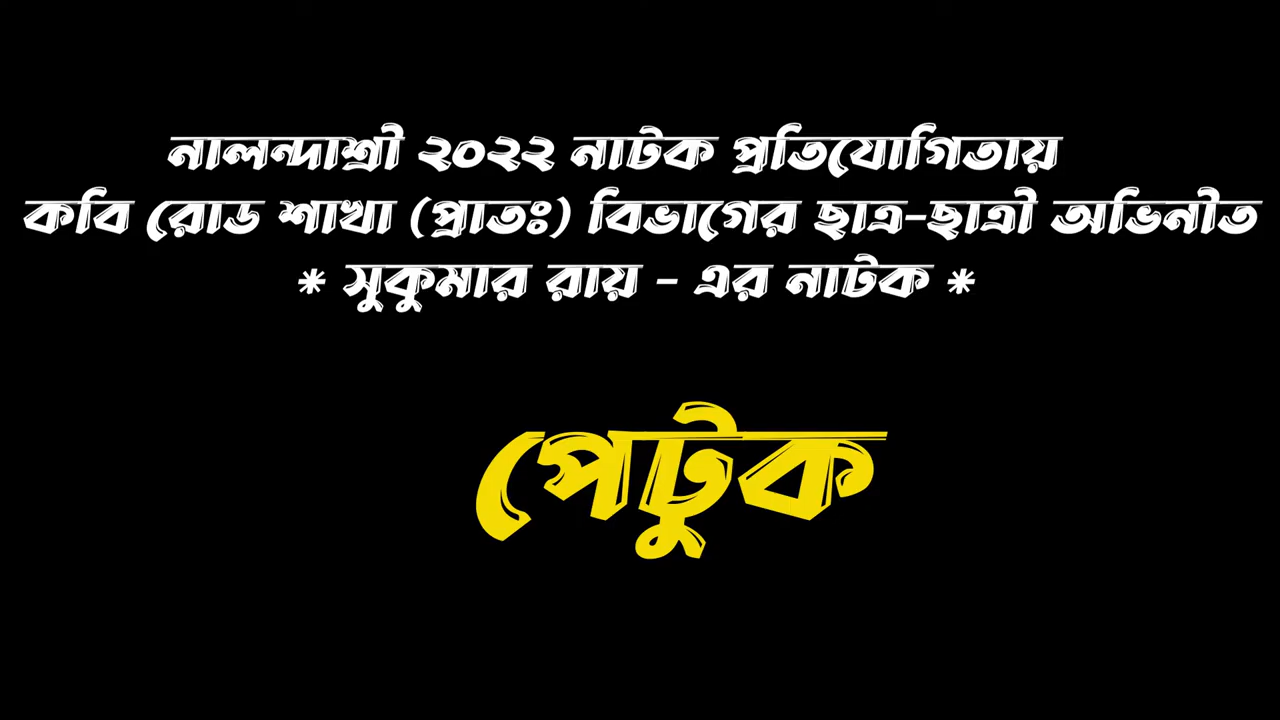 নালন্দাশ্রী ২০২২ নাটক প্রতিযোগিতায়
কবি রোড শাখা (প্রাতঃ) বিভাগের ছাত্র-ছাত্রী অভিনীত
* সুকুমার রায় - এর নাটক *
পেটুক